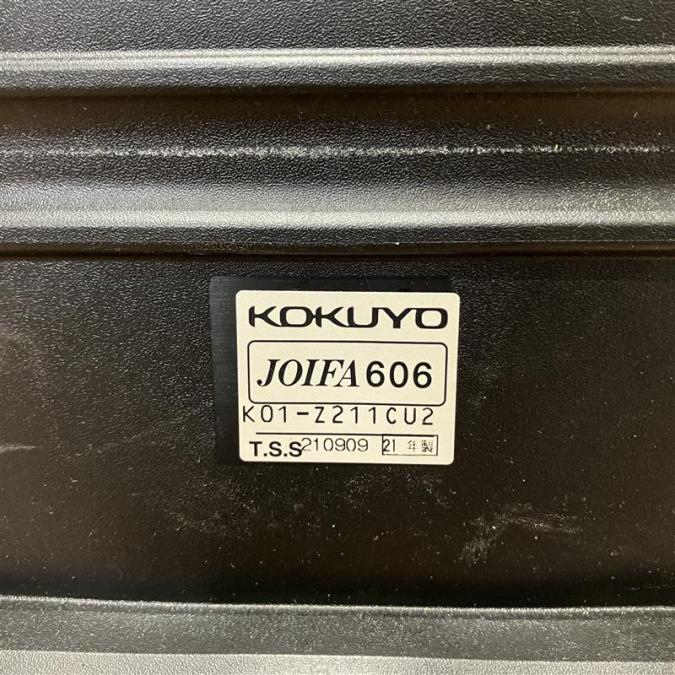 KOKUYO
JOIFA606
K01-Z211CU2
T.S.S210909 21 年製